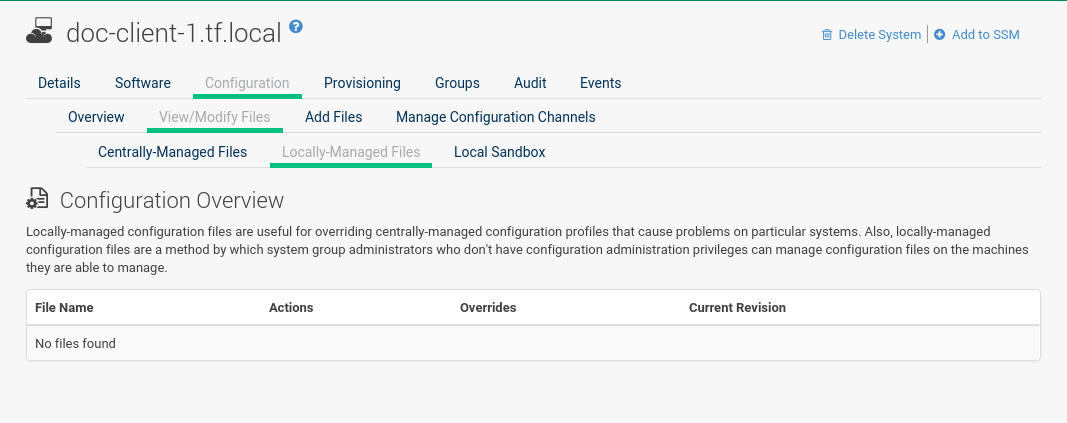 doc-client-1.tf.local ?
Delete System | Add to SSM
Details Software Configuration Provisioning Groups Audit Events
Overview View/Modify Files Add Files Manage Configuration Channels
Centrally-Managed Files Locally-Managed Files Local Sandbox
Configuration Overview
Locally-managed configuration files are useful for overriding centrally-managed configuration profiles that cause problems on particular systems. Also, locally-managed
configuration files are a method by which system group administrators who don't have configuration administration privileges can manage configuration files on the machines
they are able to manage.
File Name Actions Overrides Current Revision
No files found